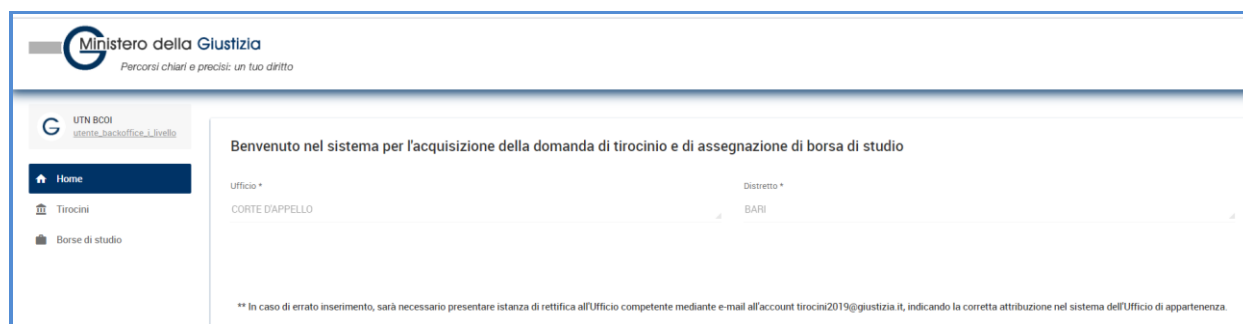 Ministero della Giustizia
Percorsi chiari e precisi: un tuo diritto
UTN BCOI
utente_backoffice_i_livello
Home
Tirocini
Borse di studio
Benvenuto nel sistema per l'acquisizione della domanda di tirocinio e di assegnazione di borsa di studio
Ufficio * Distretto *
CORTE D'APPELLO BARI
** In caso di errato inserimento, sarà necessario presentare istanza di rettifica all'Ufficio competente mediante e-mail all'account tirocini2019@giustizia.it, indicando la corretta attribuzione nel sistema dell'Ufficio di appartenenza.